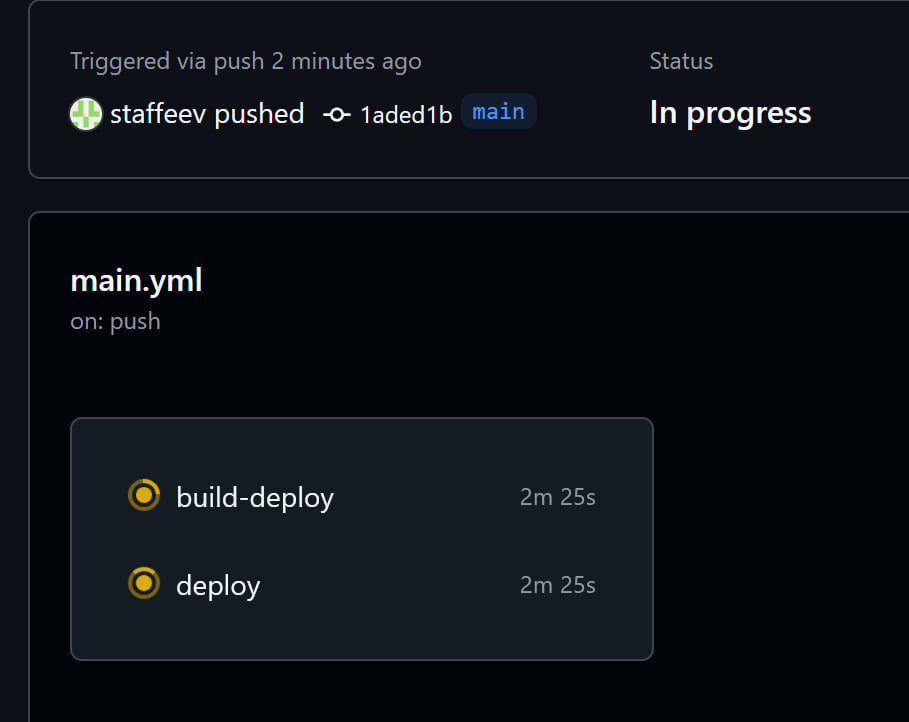 Triggered via push 2 minutes ago
staffeev pushed 1aded1b main
Status
In progress
main.yml
on: push
build-deploy 2m 25s
deploy 2m 25s